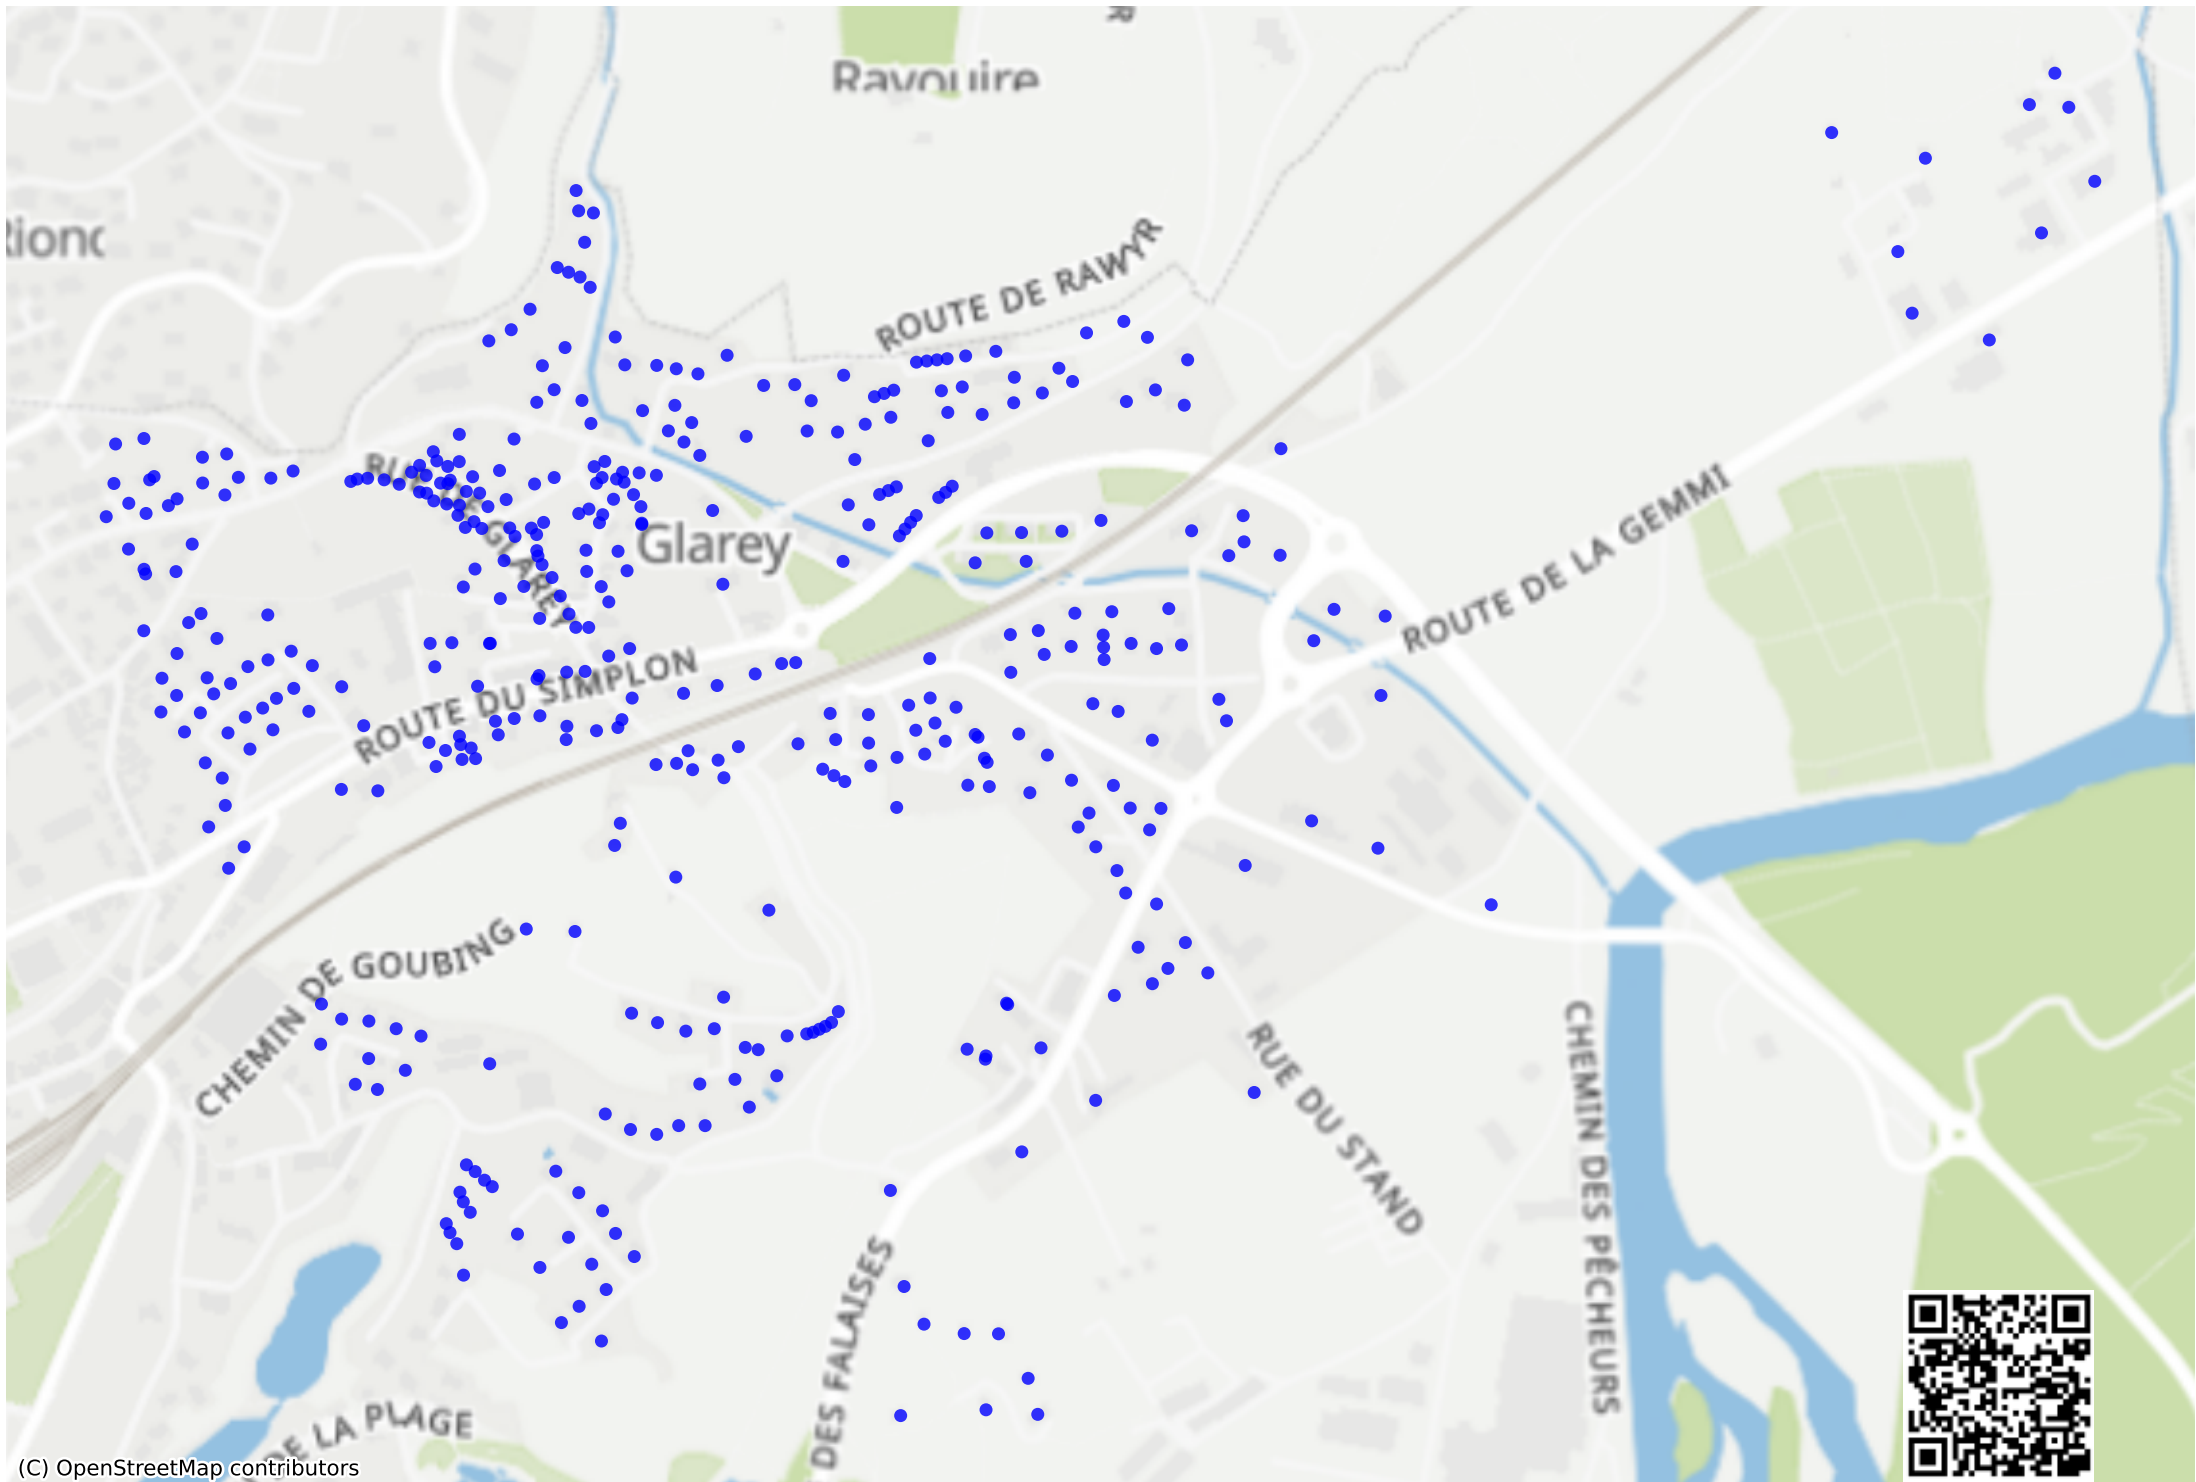 Ravouire
ROUTE DE RAWYR
ROUTE DE LA GEMMI
Glarey
ROUTE DU SIMPLON
CHEMIN DE GOUBING
RUE DU STAND
CHEMIN DES PÊCHEURS
DES FALAISES
DE LA PLAGE
(C) OpenStreetMap contributors